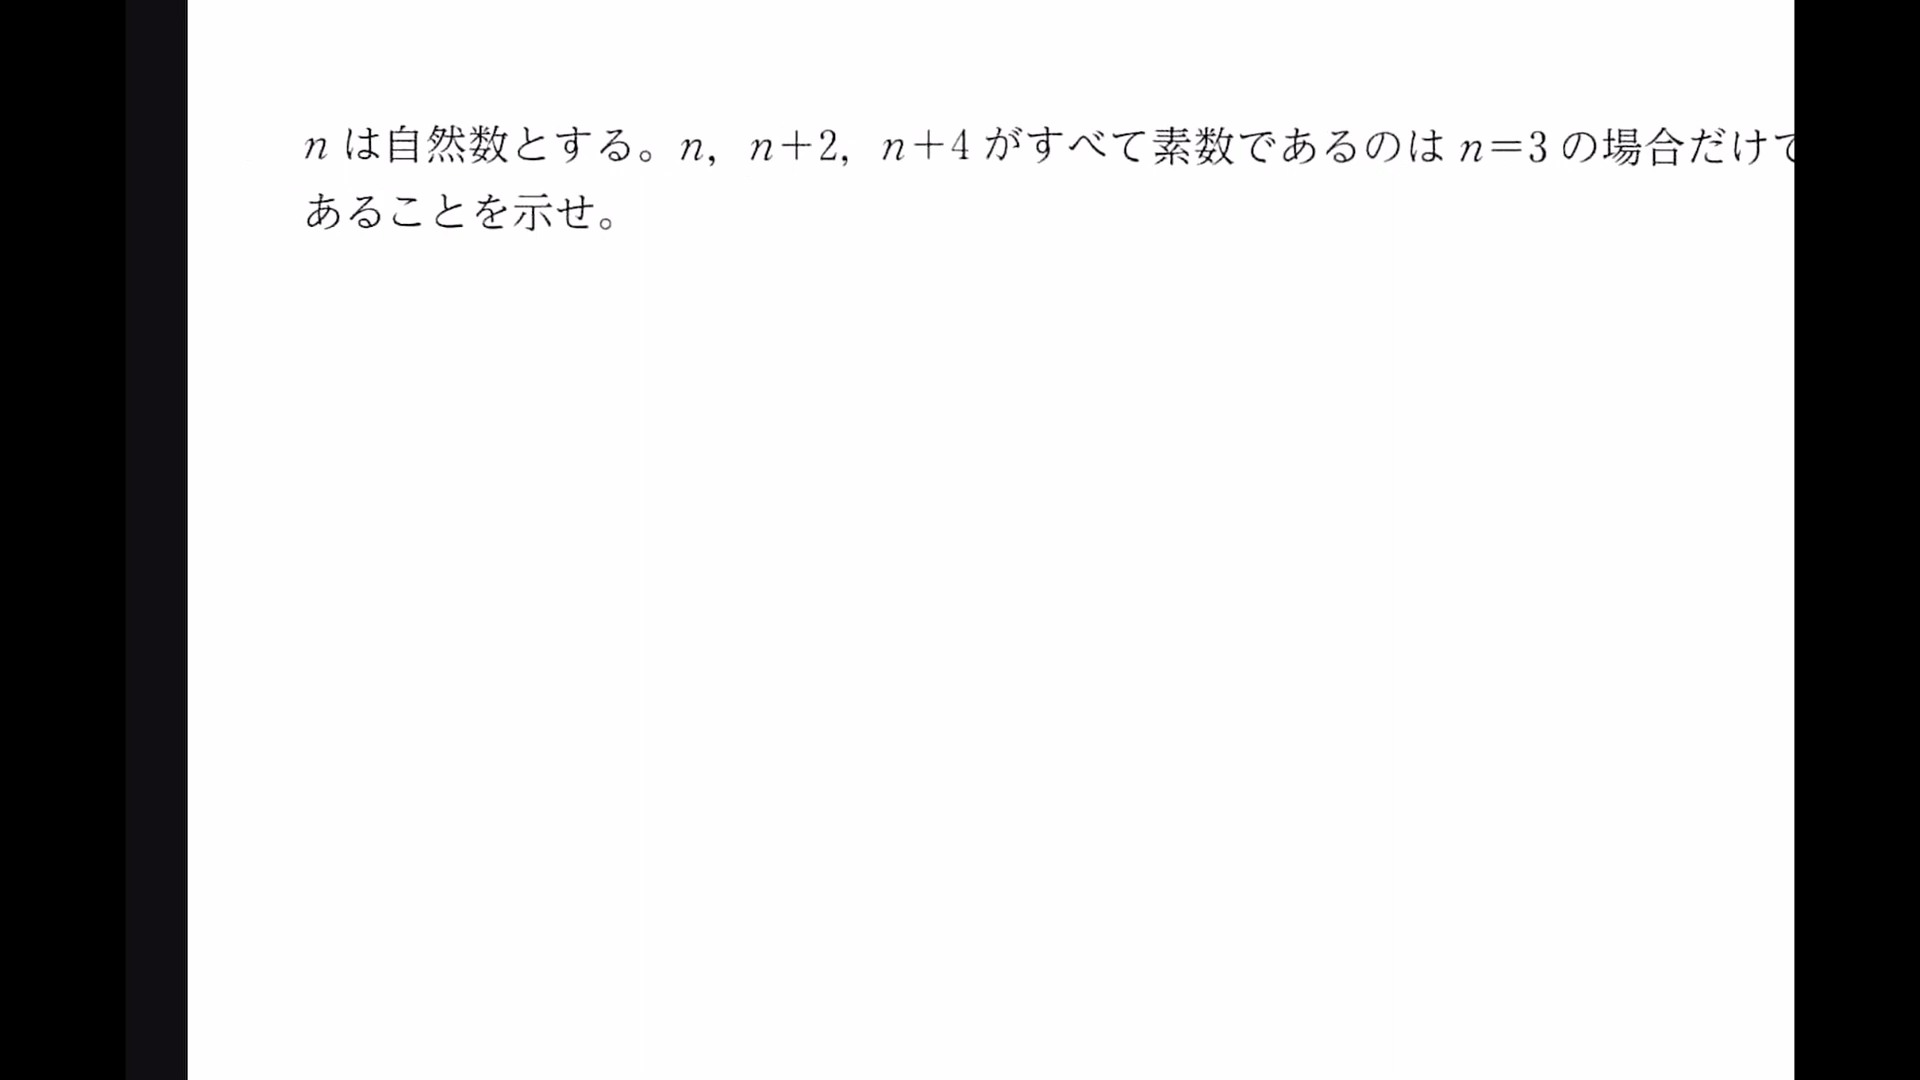 n は自然数とする。n, n+2, n+4 がすべて素数であるのは n=3 の場合だけで
あることを示せ。